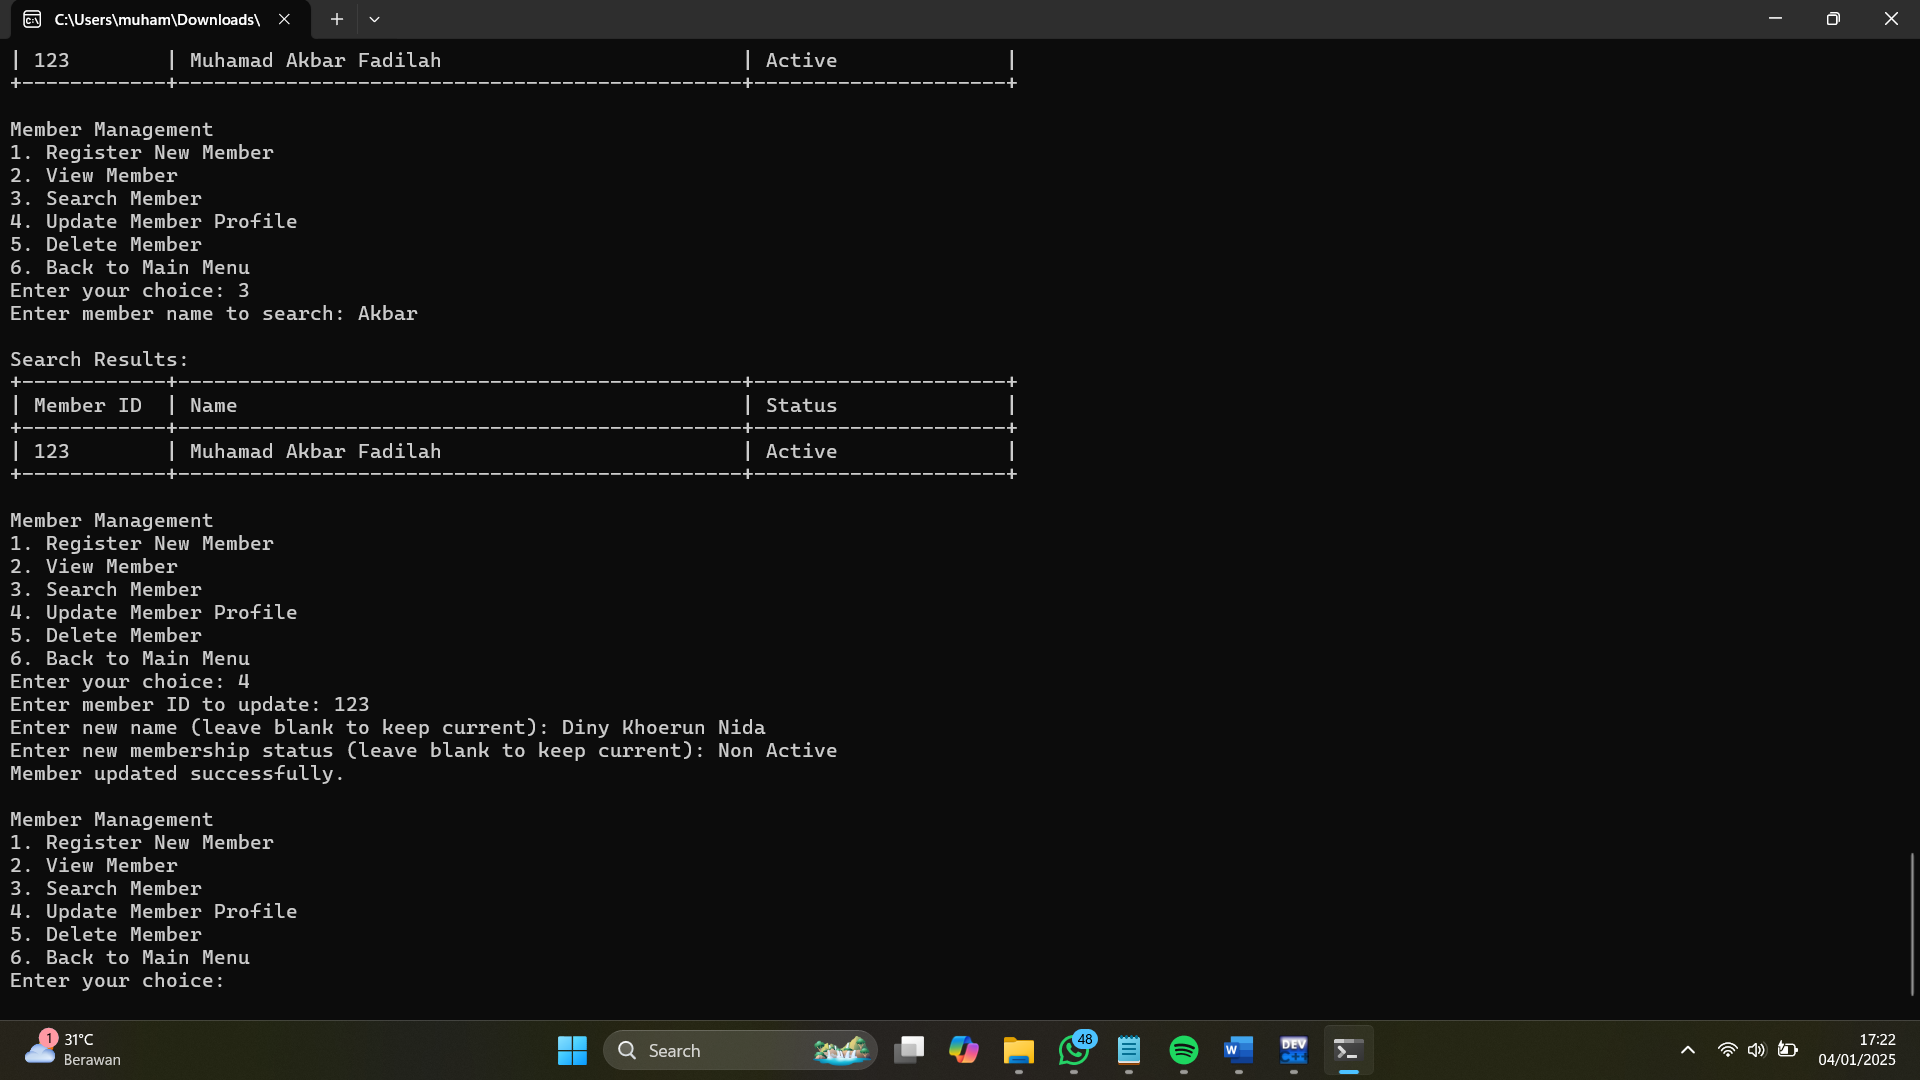 C:\Users\muham\Downloads\
| 123        | Muhamad Akbar Fadilah                         | Active              |
+------------+-----------------------------------------------+---------------------+
Member Management
1. Register New Member
2. View Member
3. Search Member
4. Update Member Profile
5. Delete Member
6. Back to Main Menu
Enter your choice: 3
Enter member name to search: Akbar
Search Results:
+------------+-----------------------------------------------+---------------------+
| Member ID  | Name                                          | Status              |
+------------+-----------------------------------------------+---------------------+
| 123        | Muhamad Akbar Fadilah                         | Active              |
+------------+-----------------------------------------------+---------------------+
Member Management
1. Register New Member
2. View Member
3. Search Member
4. Update Member Profile
5. Delete Member
6. Back to Main Menu
Enter your choice: 4
Enter member ID to update: 123
Enter new name (leave blank to keep current): Diny Khoerun Nida
Enter new membership status (leave blank to keep current): Non Active
Member updated successfully.
Member Management
1. Register New Member
2. View Member
3. Search Member
4. Update Member Profile
5. Delete Member
6. Back to Main Menu
Enter your choice:
1
31°C
Berawan
Search
48
W
DEV
17:22
04/01/2025